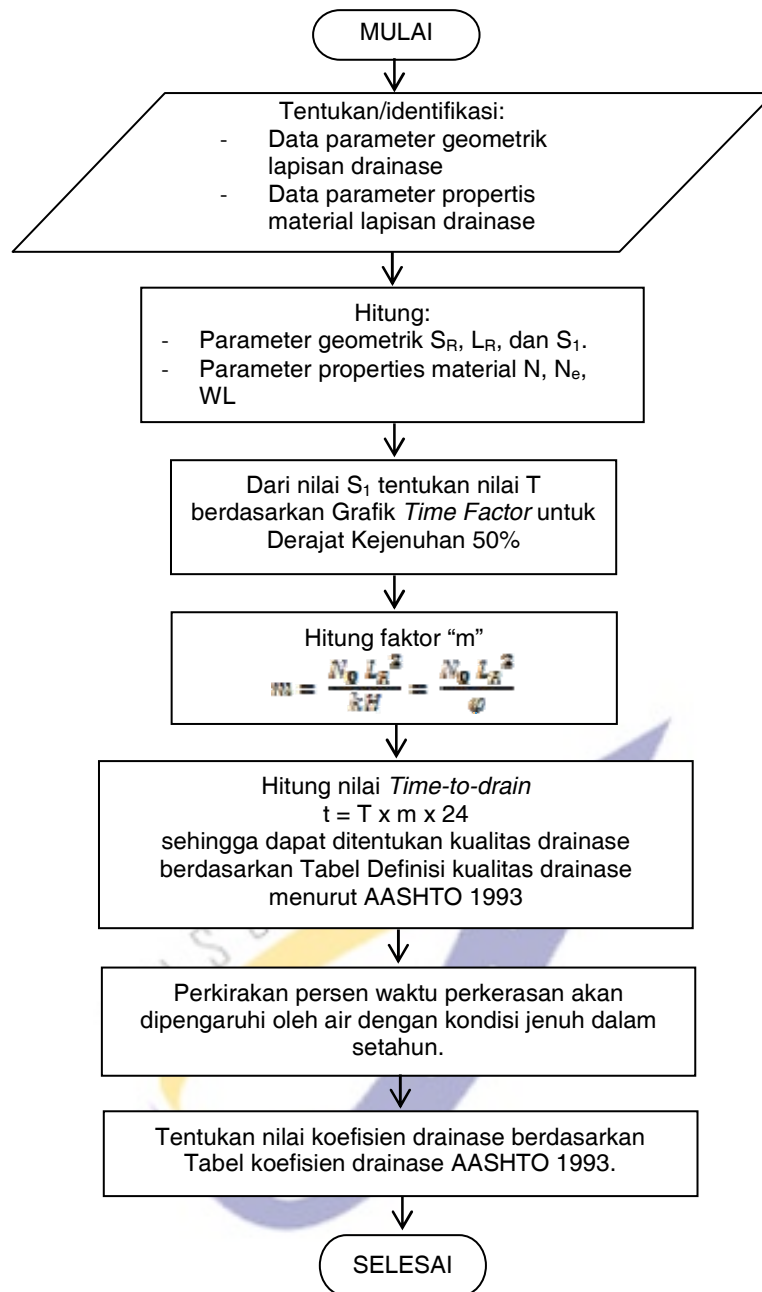 MULAI
Tentukan/identifikasi:
- Data parameter geometrik
lapisan drainase
- Data parameter propertis
material lapisan drainase
Hitung:
- Parameter geometrik S_R, L_R, dan S_1.
- Parameter properties material N, N_e,
WL
Dari nilai S_1 tentukan nilai T
berdasarkan Grafik Time Factor untuk
Derajat Kejenuhan 50%
Hitung faktor “m”
m = N_e L_R^2 / kH = N_e L_R^2 / φ
Hitung nilai Time-to-drain
t = T x m x 24
sehingga dapat ditentukan kualitas drainase
berdasarkan Tabel Definisi kualitas drainase
menurut AASHTO 1993
Perkirakan persen waktu perkerasan akan
dipengaruhi oleh air dengan kondisi jenuh dalam
setahun.
Tentukan nilai koefisien drainase berdasarkan
Tabel koefisien drainase AASHTO 1993.
SELESAI